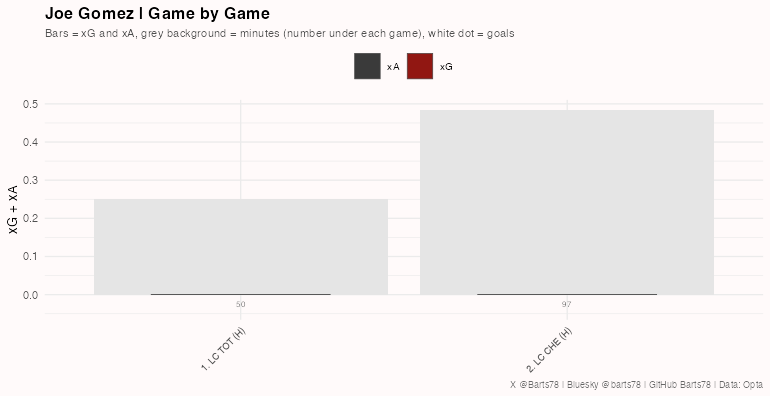 Joe Gomez | Game by Game
Bars = xG and xA, grey background = minutes (number under each game), white dot = goals
xA xG
xG + xA
0.5
0.4
0.3
0.2
0.1
0.0
50 97
1. LC TOT (H) 2. LC CHE (H)
X @Barts78 | Bluesky @barts78 | GitHub Barts78 | Data: Opta